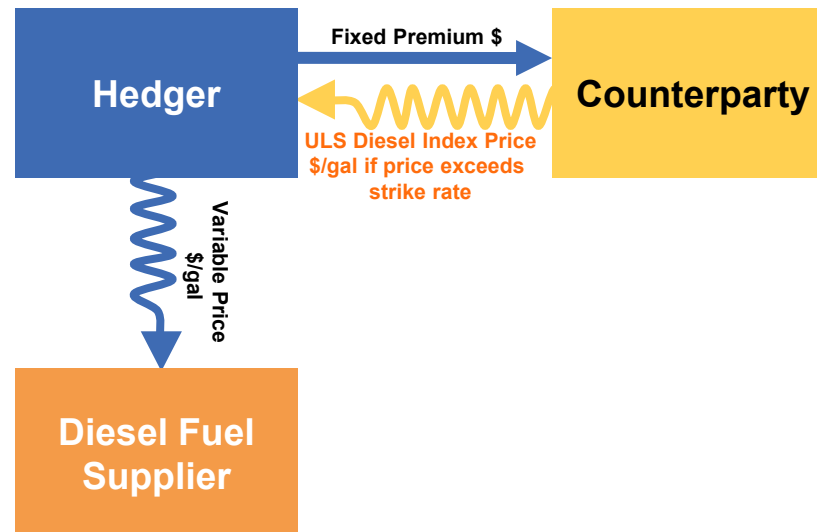 Fixed Premium $
Hedger
Counterparty
ULS Diesel Index Price
$/gal if price exceeds
strike rate
Variable Price
$/gal
Diesel Fuel
Supplier